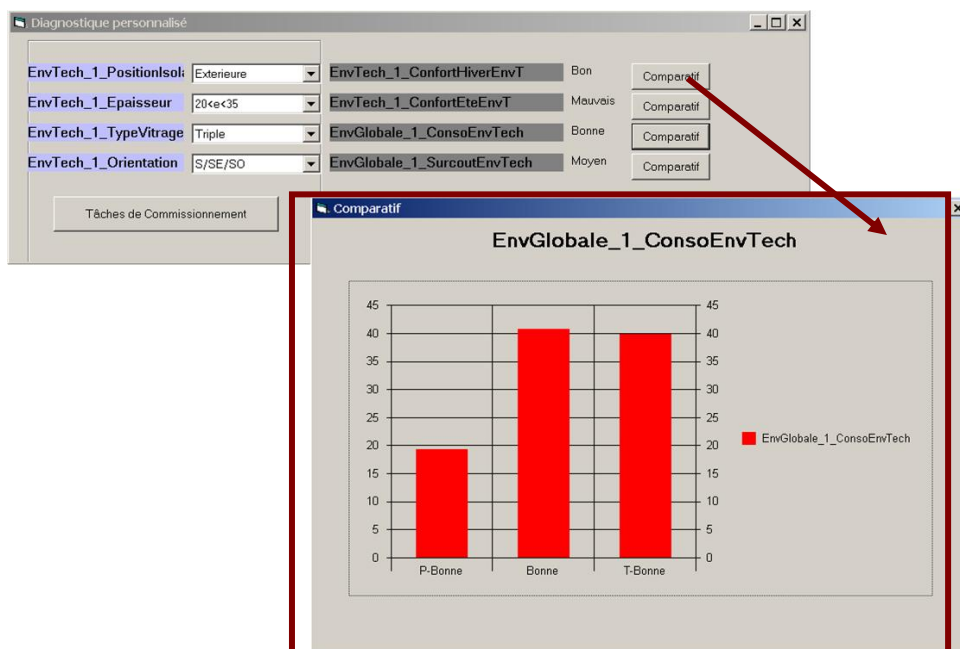 Diagnostique personnalisé
EnvTech_1_PositionIsol
Exterieure
EnvTech_1_ConfortHiverEnvT
Bon
Comparatif
EnvTech_1_Epaisseur
20<e<35
EnvTech_1_ConfortEteEnvT
Mauvais
Comparatif
EnvTech_1_TypeVitrage
Triple
EnvGlobale_1_ConsoEnvTech
Bonne
Comparatif
EnvTech_1_Orientation
S/SE/SO
EnvGlobale_1_SurcoutEnvTech
Moyen
Comparatif
Tâches de Commissionnement
Comparatif
EnvGlobale_1_ConsoEnvTech
45 45
40 40
35 35
30 30
25 25
20 20
EnvGlobale_1_ConsoEnvTech
15 15
10 10
5 5
0 0
P-Bonne Bonne T-Bonne